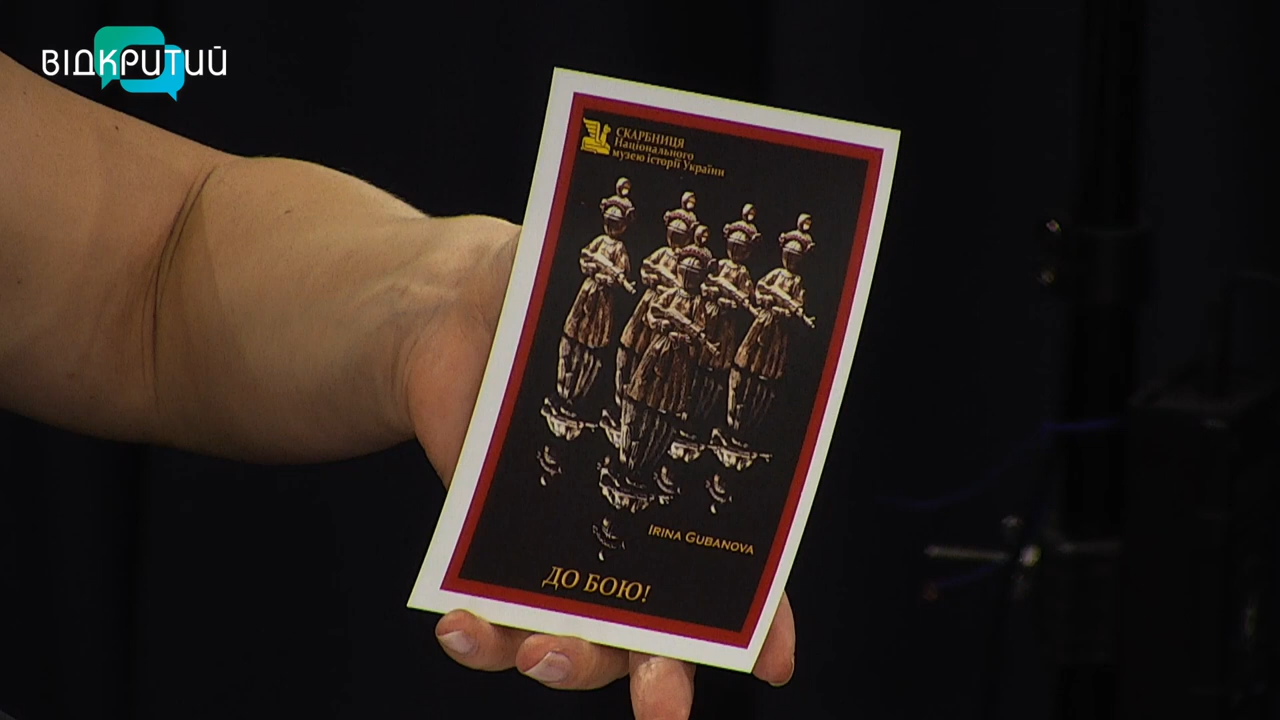 ВІДКРИТИЙ
СКАРБНИЦЯ
Національного
музею історії України
IRINA GUBANOVA
ДО БОЮ!